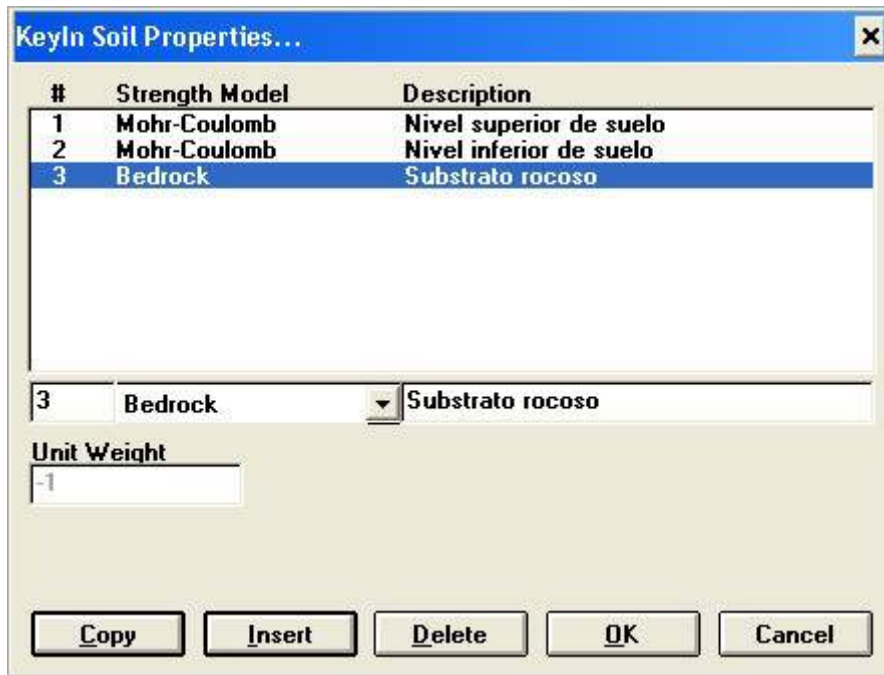 KeyIn Soil Properties...
# Strength Model Description
1 Mohr-Coulomb Nivel superior de suelo
2 Mohr-Coulomb Nivel inferior de suelo
3 Bedrock Substrato rocoso
3 Bedrock Substrato rocoso
Unit Weight
-1
Copy Insert Delete OK Cancel